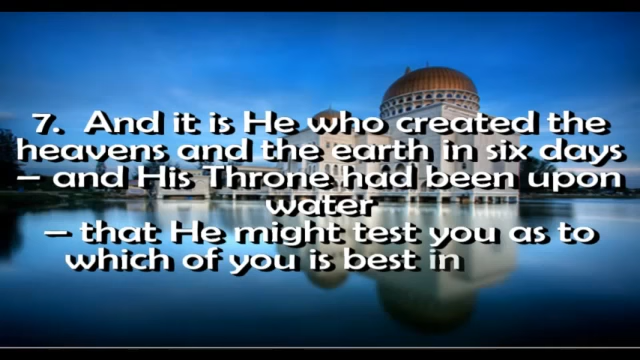 7. And it is He who created the
heavens and the earth in six days
– and His Throne had been upon
water
– that He might test you as to
which of you is best in